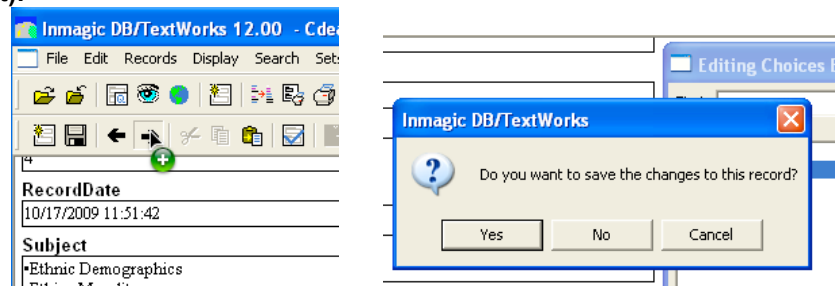 Inmagic DB/TextWorks 12.00 - Cdea
File Edit Records Display Search Sets
4
RecordDate
10/17/2009 11:51:42
Subject
▪Ethnic Demographics
Editing Choices
Inmagic DB/TextWorks
Do you want to save the changes to this record?
Yes No Cancel